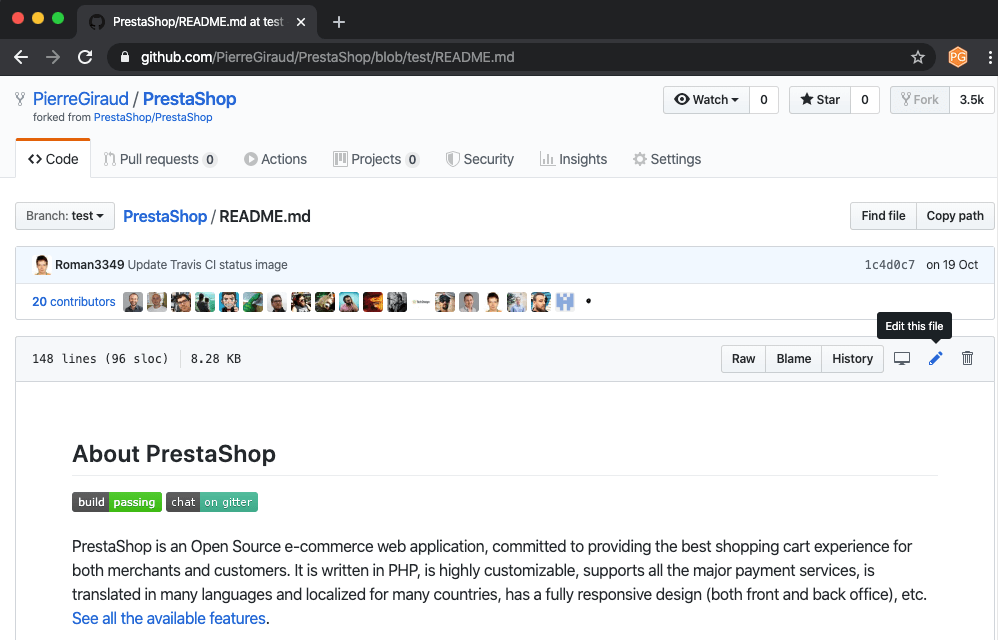 PrestaShop/README.md at test
github.com/PierreGiraud/PrestaShop/blob/test/README.md
PG
PierreGiraud / PrestaShop
Watch 0
Star 0
Fork 3.5k
forked from PrestaShop/PrestaShop
Code
Pull requests 0
Actions
Projects 0
Security
Insights
Settings
Branch: test
PrestaShop / README.md
Find file
Copy path
Roman3349 Update Travis CI status image
1c4d0c7 on 19 Oct
20 contributors
Edit this file
148 lines (96 sloc)
8.28 KB
Raw
Blame
History
About PrestaShop
build passing
chat on gitter
PrestaShop is an Open Source e-commerce web application, committed to providing the best shopping cart experience for
both merchants and customers. It is written in PHP, is highly customizable, supports all the major payment services, is
translated in many languages and localized for many countries, has a fully responsive design (both front and back office), etc.
See all the available features.